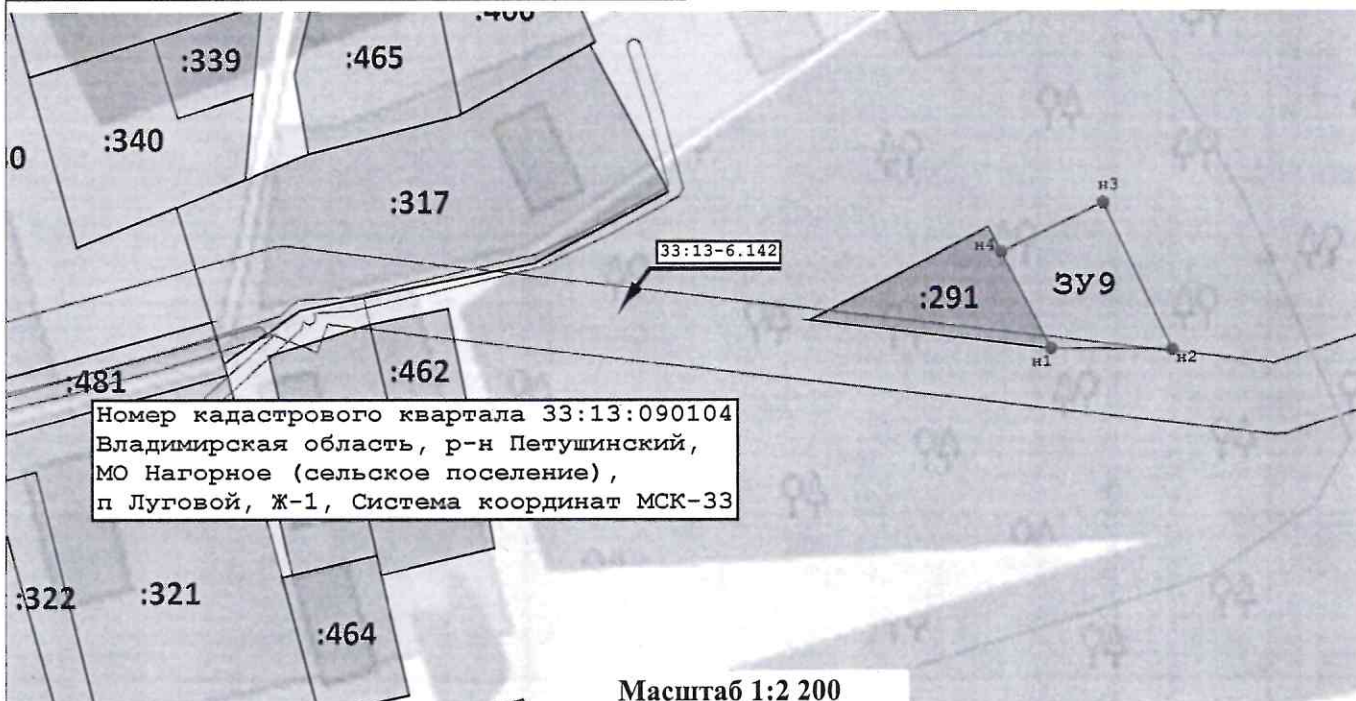 :339
:465
:340
:317
н3
33:13-6.142
н4
:291
ЗУ9
н1
н2
:481
:462
Номер кадастрового квартала 33:13:090104
Владимирская область, р-н Петушинский,
МО Нагорное (сельское поселение),
п Луговой, Ж-1, Система координат МСК-33
:322
:321
:464
Масштаб 1:2 200